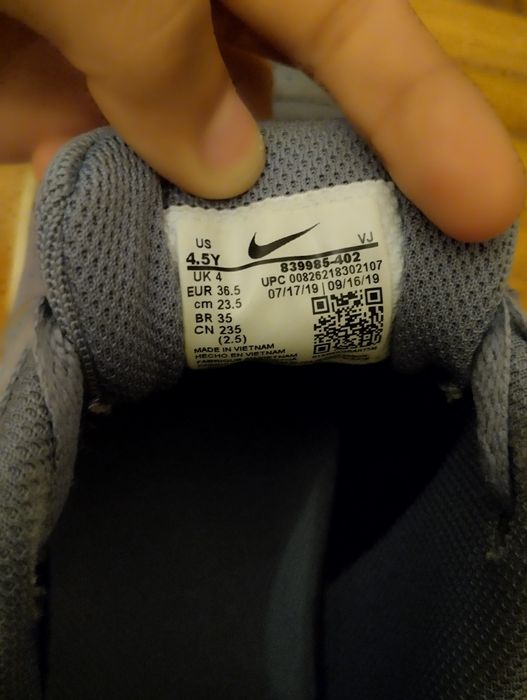 US
4.5Y
VJ
839985-402
UK 4
UPC 00826218302107
EUR 36.5
07/17/19 | 09/16/19
cm 23.5
BR 35
CN 235
(2.5)
MADE IN VIETNAM
HECHO EN VIETNAM